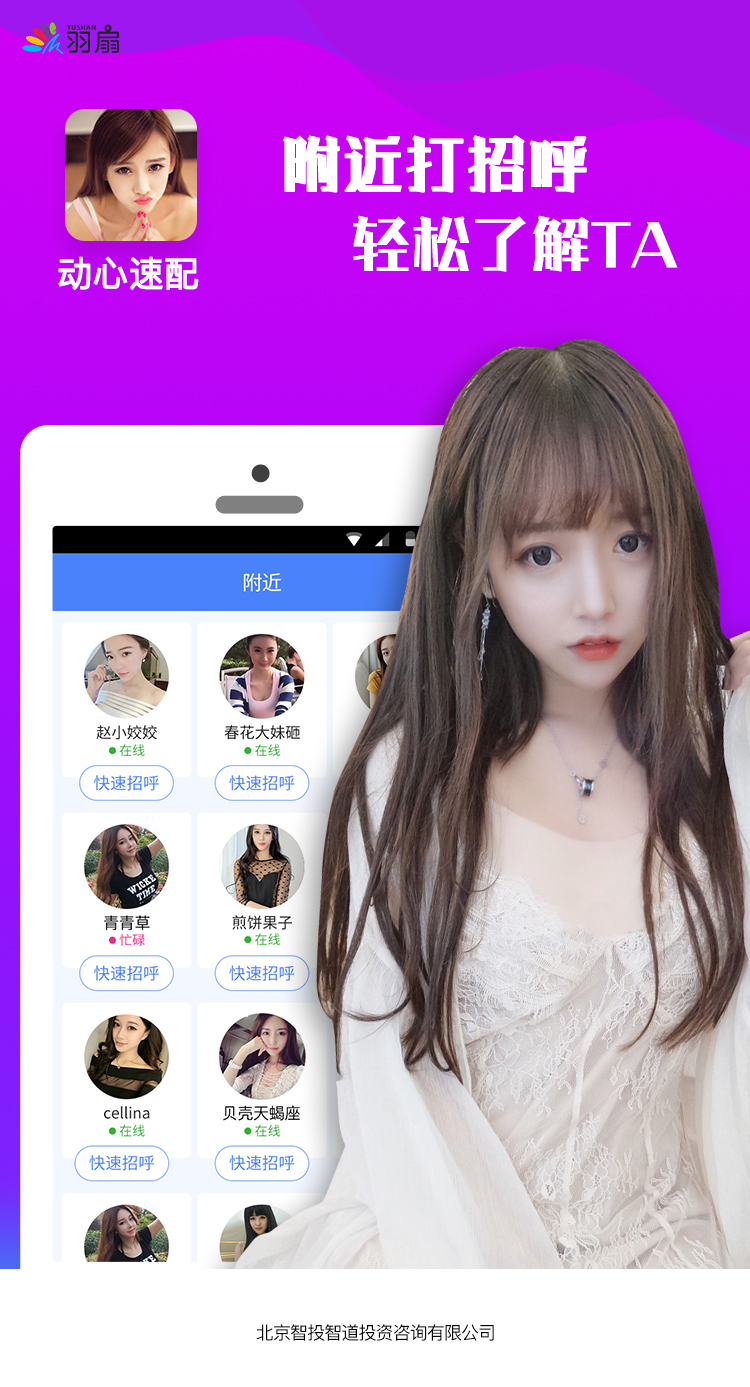 YUSHAN
羽扇
附近打招呼
轻松了解TA
动心速配
附近
赵小姣姣
在线
快速招呼
春花大妹砸
在线
快速招呼
青青草
忙碌
快速招呼
WICKE
TIME
煎饼果子
在线
快速招呼
cellina
在线
快速招呼
贝壳天蝎座
在线
快速招呼
北京智投智道投资咨询有限公司